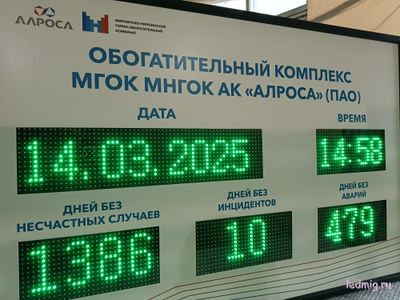 АЛРОСА
МИРНИНСКО-НЮРБИНСКИЙ
ГОРНО-ОБОГАТИТЕЛЬНЫЙ
КОМБИНАТ
ОБОГАТИТЕЛЬНЫЙ КОМПЛЕКС
МГОК МНГОК АК «АЛРОСА» (ПАО)
ДАТА
ВРЕМЯ
14.03.2025
14:58
ДНЕЙ БЕЗ
НЕСЧАСТНЫХ СЛУЧАЕВ
ДНЕЙ БЕЗ
ИНЦИДЕНТОВ
ДНЕЙ БЕЗ
АВАРИЙ
1386
10
479
ledmig.ru